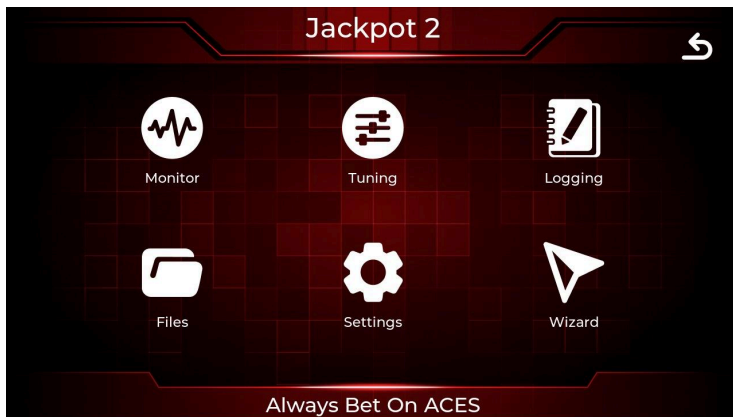 Jackpot 2
Monitor
Tuning
Logging
Files
Settings
Wizard
Always Bet On ACES